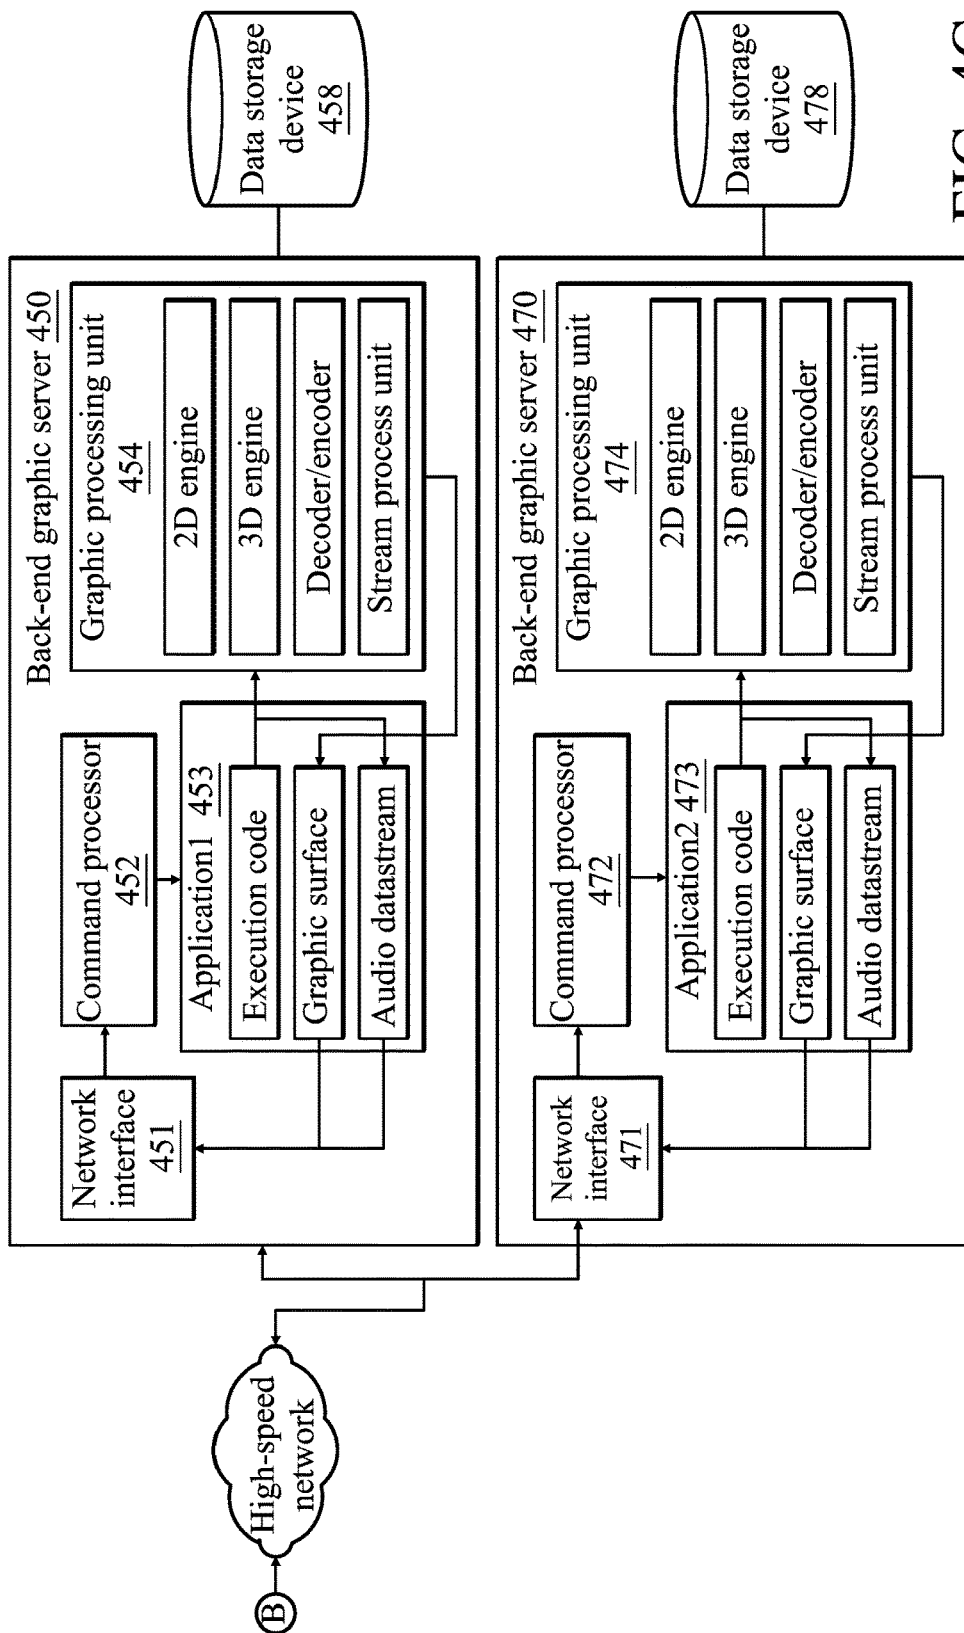 B
High-speed
network
Back-end graphic server 450
Network
interface
451
Command processor
452
Application1 453
Execution code
Graphic surface
Audio datastream
Graphic processing unit
454
2D engine
3D engine
Decoder/encoder
Stream process unit
Data storage
device
458
Back-end graphic server 470
Network
interface
471
Command processor
472
Application2 473
Execution code
Graphic surface
Audio datastream
Graphic processing unit
474
2D engine
3D engine
Decoder/encoder
Stream process unit
Data storage
device
478
FIG. 4C